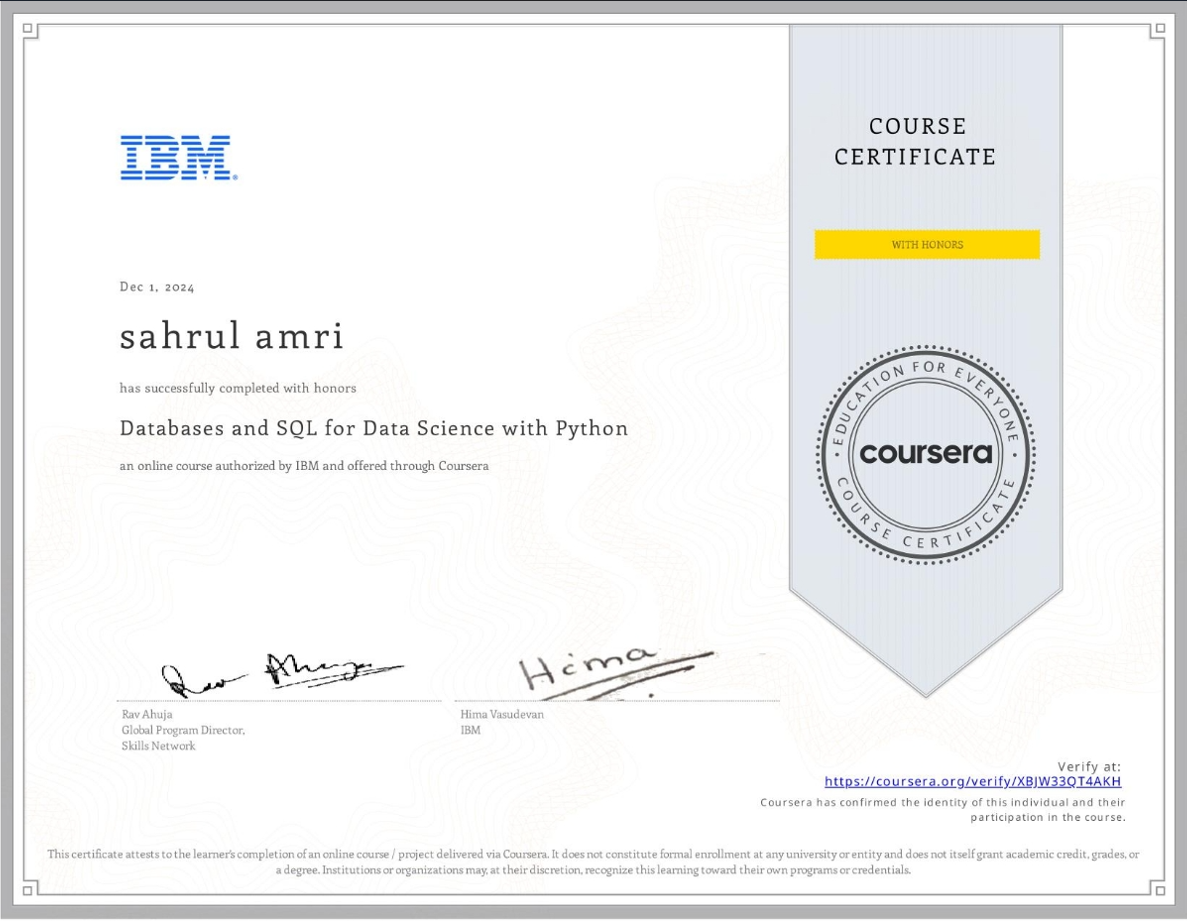 IBM®
COURSE
CERTIFICATE
WITH HONORS
Dec 1, 2024
sahrul amri
has successfully completed with honors
Databases and SQL for Data Science with Python
an online course authorized by IBM and offered through Coursera
EDUCATION FOR EVERYONE
coursera
COURSE CERTIFICATE
Rav Ahuja
Hima
Rav Ahuja
Global Program Director,
Skills Network
Hima Vasudevan
IBM
Verify at:
https://coursera.org/verify/XBJW33QT4AKH
Coursera has confirmed the identity of this individual and their
participation in the course.
This certificate attests to the learner's completion of an online course / project delivered via Coursera. It does not constitute formal enrollment at any university or entity and does not itself grant academic credit, grades, or
a degree. Institutions or organizations may, at their discretion, recognize this learning toward their own programs or credentials.